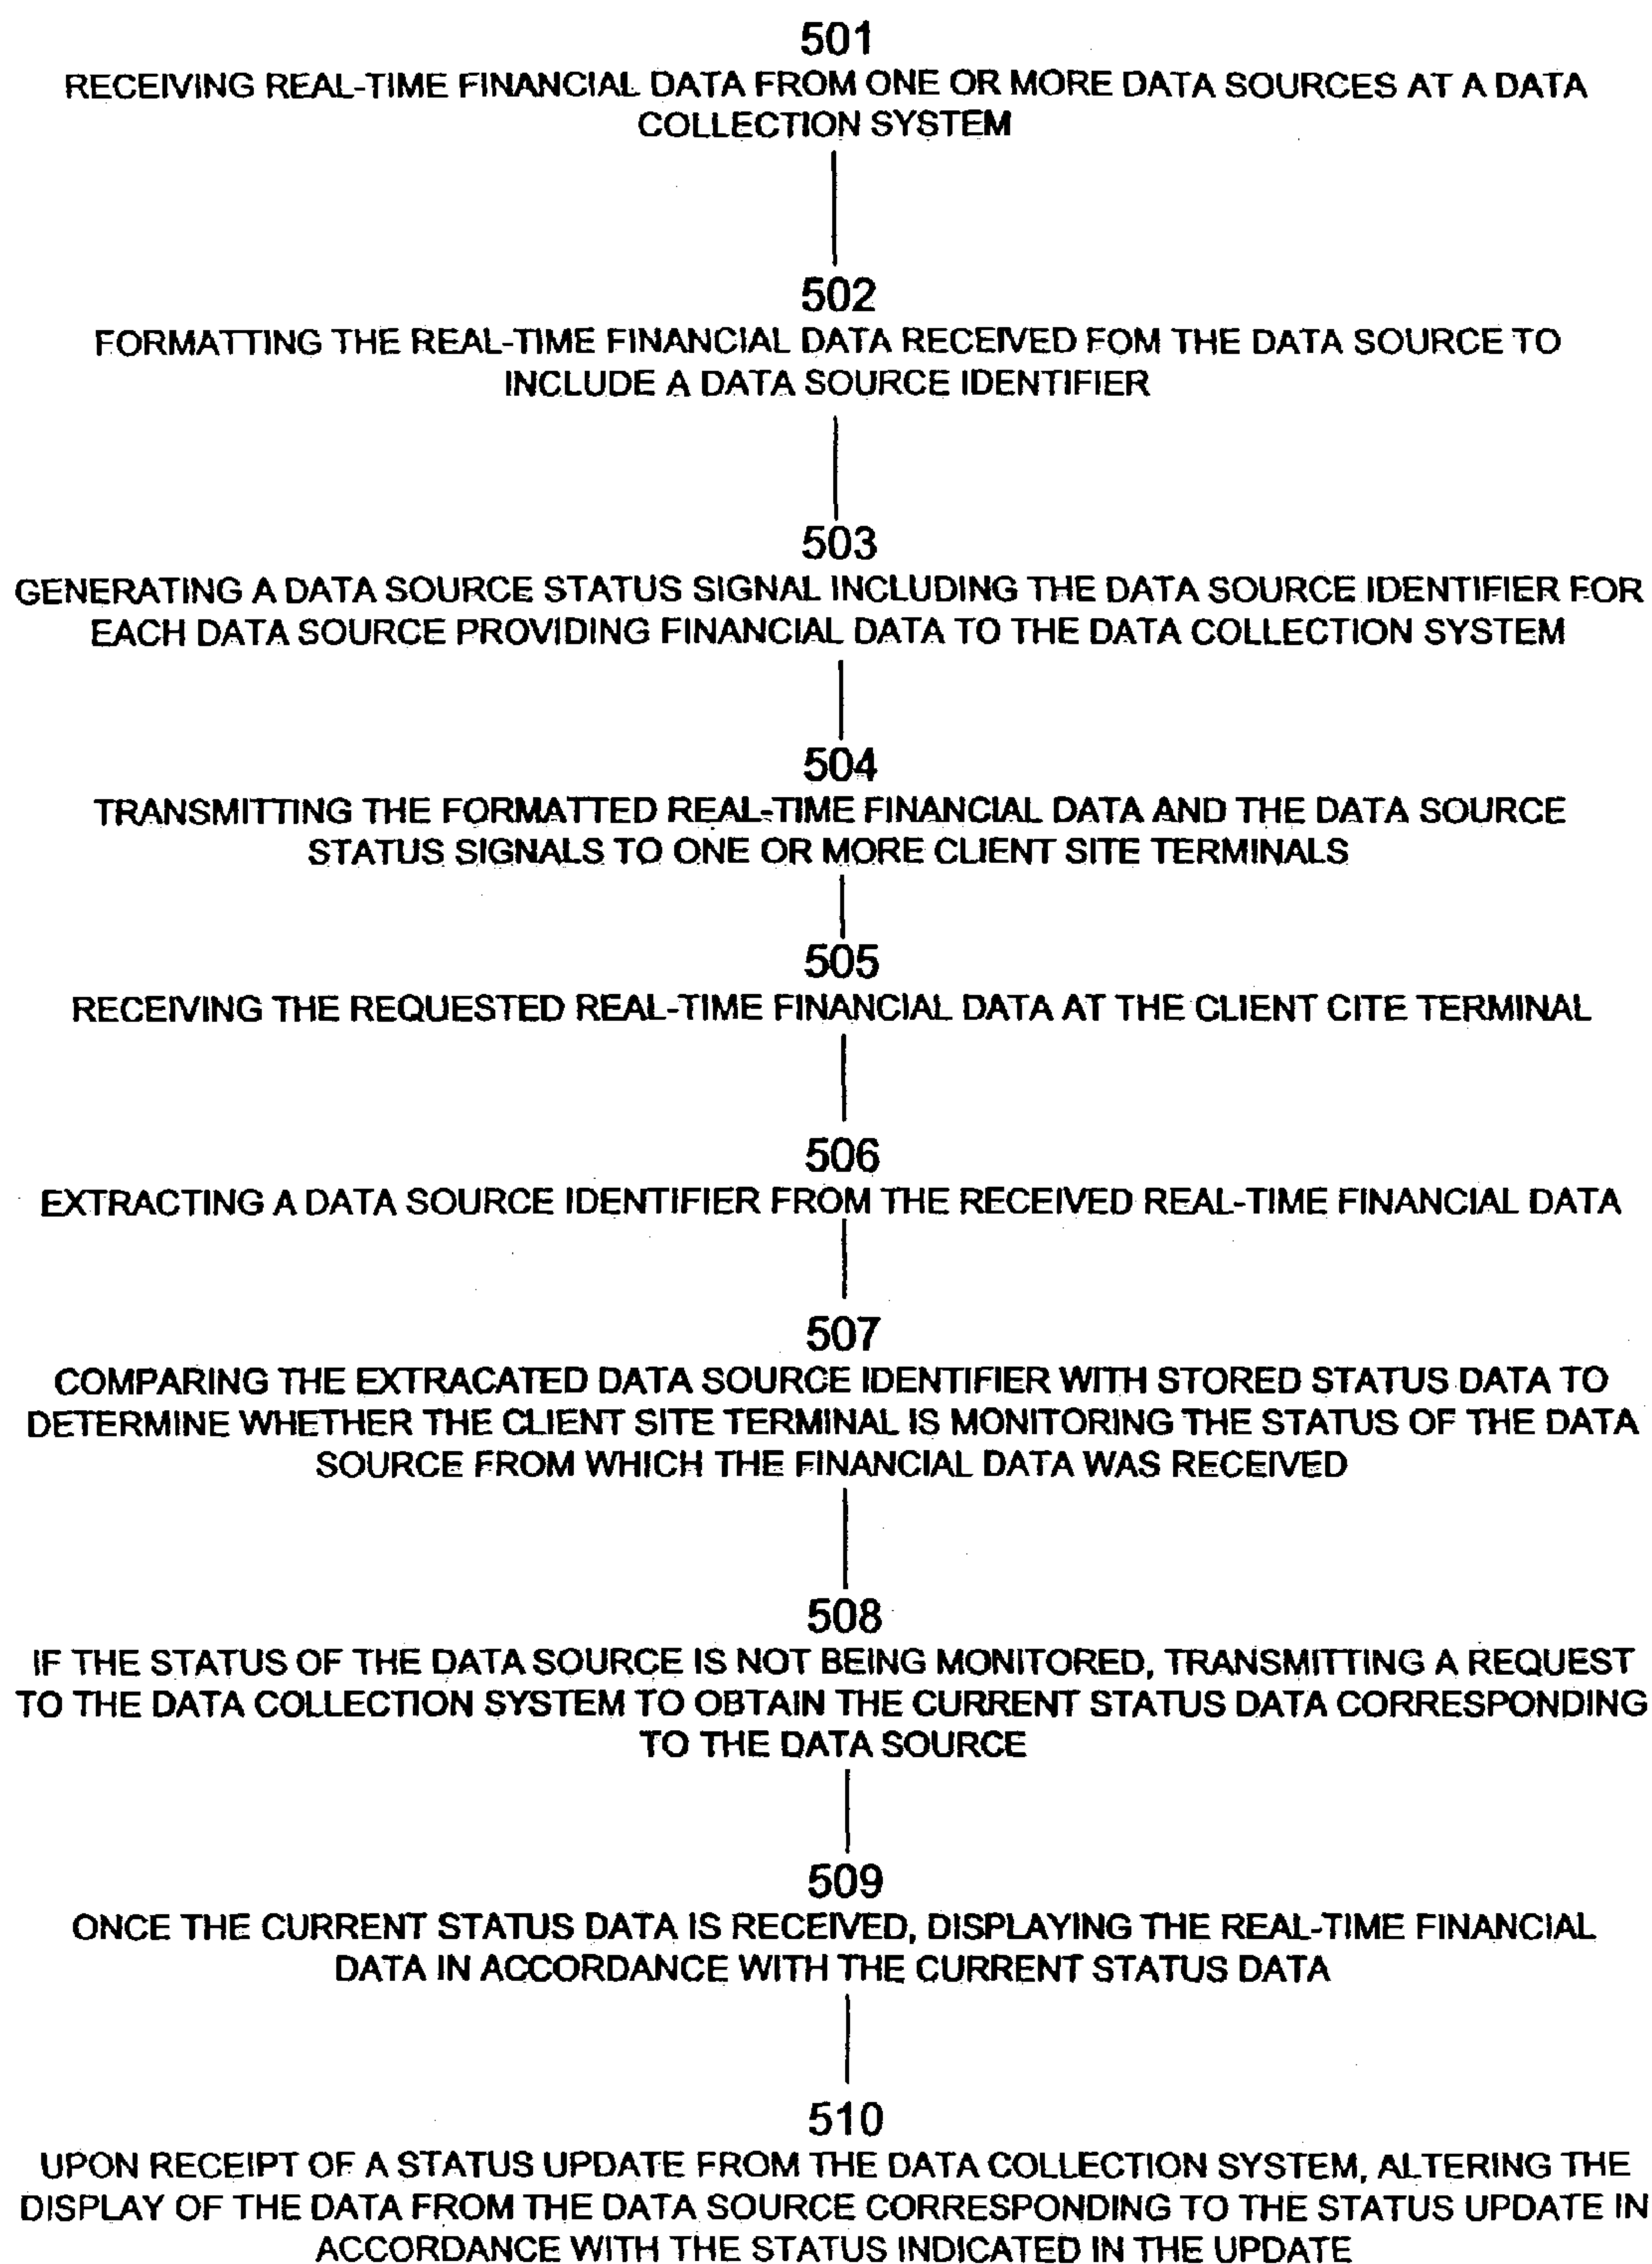 501
RECEIVING REAL-TIME FINANCIAL DATA FROM ONE OR MORE DATA SOURCES AT A DATA
COLLECTION SYSTEM
502
FORMATTING THE REAL-TIME FINANCIAL DATA RECEIVED FOM THE DATA SOURCE TO
INCLUDE A DATA SOURCE IDENTIFIER
503
GENERATING A DATA SOURCE STATUS SIGNAL INCLUDING THE DATA SOURCE IDENTIFIER FOR
EACH DATA SOURCE PROVIDING FINANCIAL DATA TO THE DATA COLLECTION SYSTEM
504
TRANSMITTING THE FORMATTED REAL-TIME FINANCIAL DATA AND THE DATA SOURCE
STATUS SIGNALS TO ONE OR MORE CLIENT SITE TERMINALS
505
RECEIVING THE REQUESTED REAL-TIME FINANCIAL DATA AT THE CLIENT CITE TERMINAL
506
EXTRACTING A DATA SOURCE IDENTIFIER FROM THE RECEIVED REAL-TIME FINANCIAL DATA
507
COMPARING THE EXTRACATED DATA SOURCE IDENTIFIER WITH STORED STATUS DATA TO
DETERMINE WHETHER THE CLIENT SITE TERMINAL IS MONITORING THE STATUS OF THE DATA
SOURCE FROM WHICH THE FINANCIAL DATA WAS RECEIVED
508
IF THE STATUS OF THE DATA SOURCE IS NOT BEING MONITORED, TRANSMITTING A REQUEST
TO THE DATA COLLECTION SYSTEM TO OBTAIN THE CURRENT STATUS DATA CORRESPONDING
TO THE DATA SOURCE
509
ONCE THE CURRENT STATUS DATA IS RECEIVED, DISPLAYING THE REAL-TIME FINANCIAL
DATA IN ACCORDANCE WITH THE CURRENT STATUS DATA
510
UPON RECEIPT OF A STATUS UPDATE FROM THE DATA COLLECTION SYSTEM, ALTERING THE
DISPLAY OF THE DATA FROM THE DATA SOURCE CORRESPONDING TO THE STATUS UPDATE IN
ACCORDANCE WITH THE STATUS INDICATED IN THE UPDATE